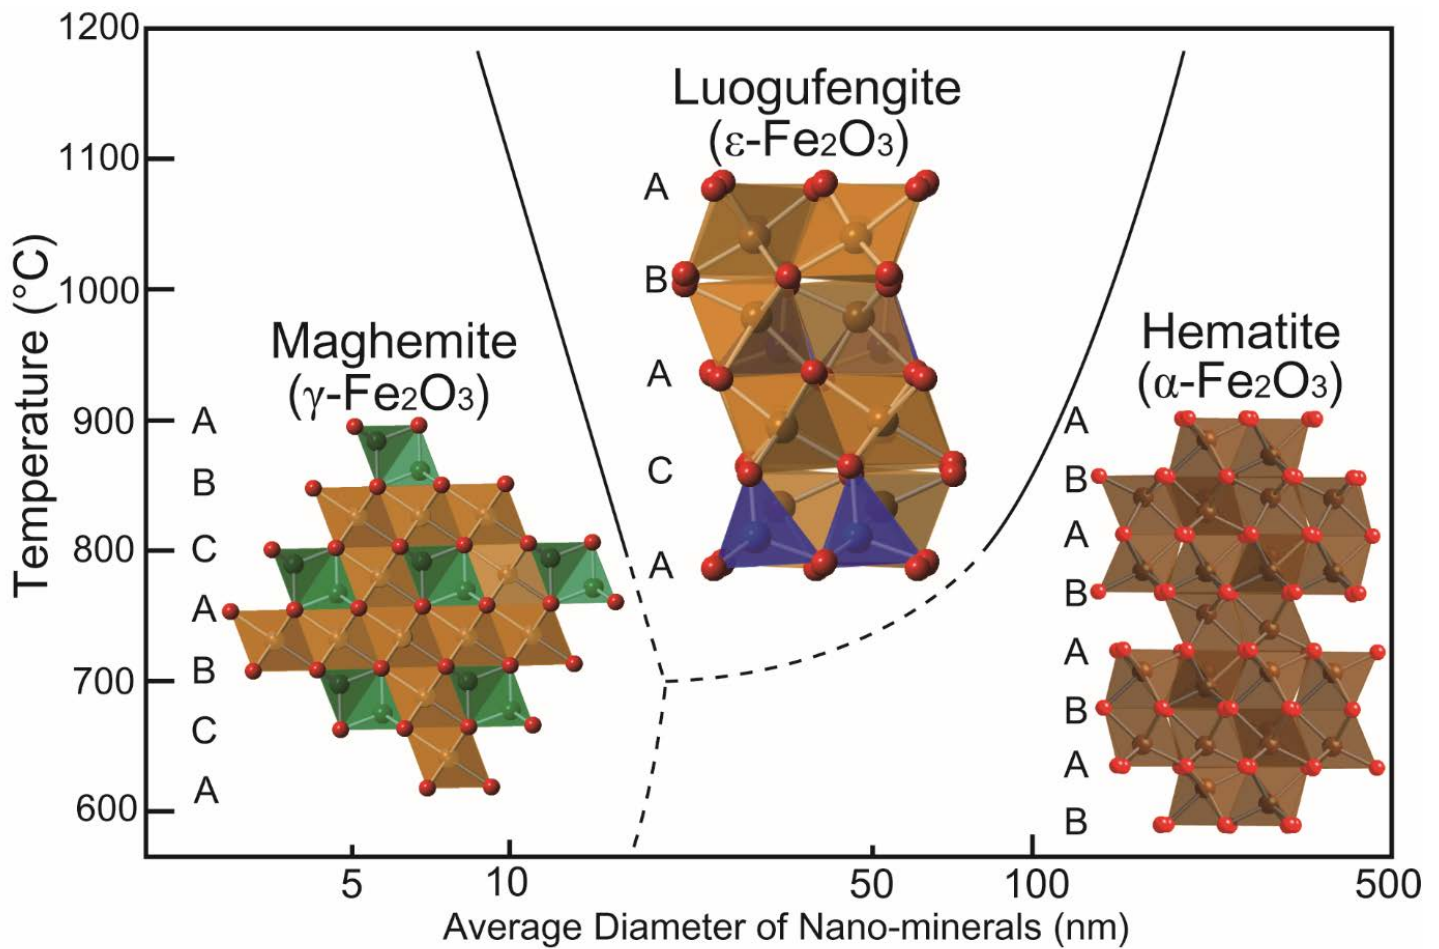 1200
1100
1000
900
800
700
600
Temperature (°C)
Maghemite
(γ-Fe2O3)
A
B
C
A
B
C
A
Luogufengite
(ε-Fe2O3)
A
B
A
C
A
Hematite
(α-Fe2O3)
A
B
A
B
A
B
A
B
5 10 50 100 500
Average Diameter of Nano-minerals (nm)